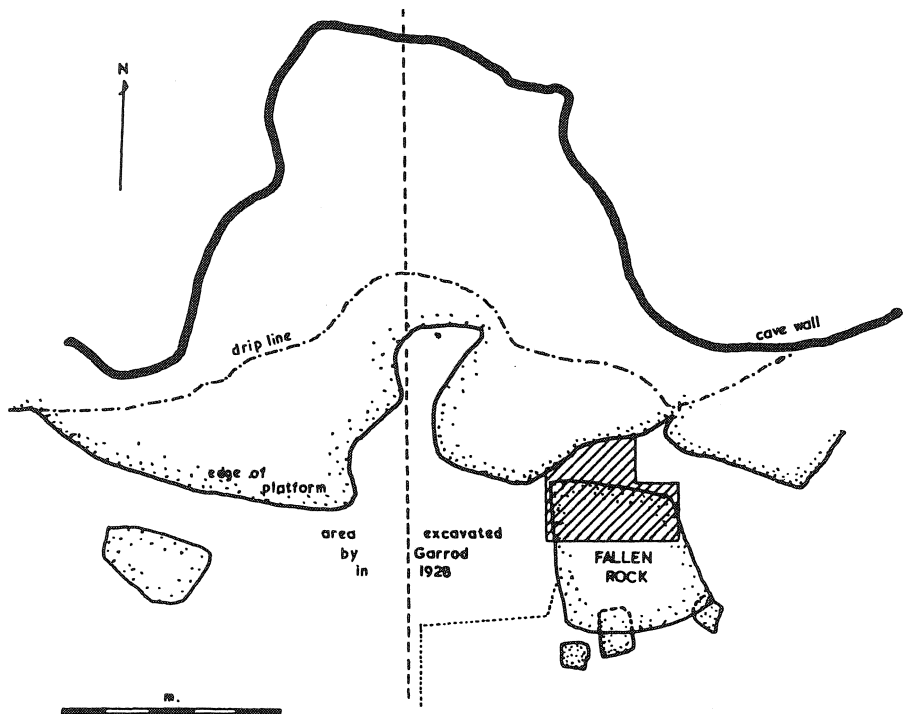 N
drip line
cave wall
edge of
platform
area excavated
by Garrod
in 1928
FALLEN
ROCK
m.